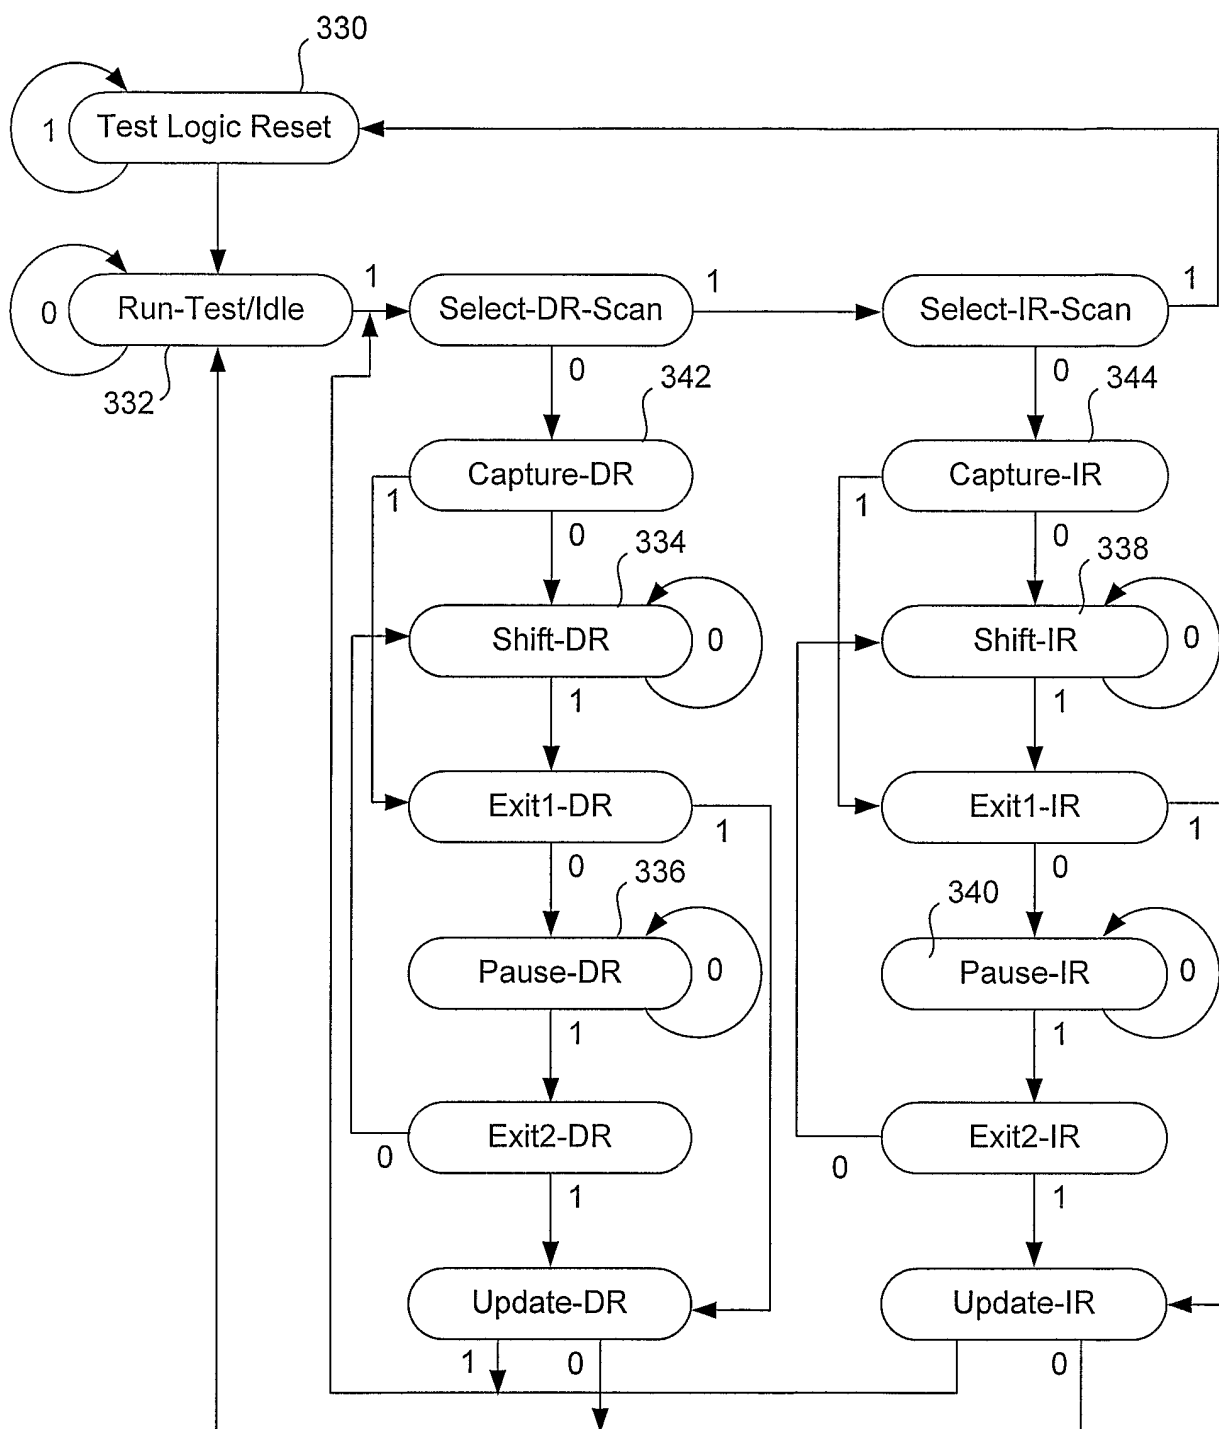 330
1 Test Logic Reset
0 Run-Test/Idle 1 Select-DR-Scan 1 Select-IR-Scan 1
332
0 342 0 344
Capture-DR Capture-IR
1 1
0 334 0 338
Shift-DR 0 Shift-IR 0
1 1
Exit1-DR 1 Exit1-IR 1
0 336 0 340
Pause-DR 0 Pause-IR 0
1 1
Exit2-DR Exit2-IR
0 0
1 1
Update-DR Update-IR
1 0 0